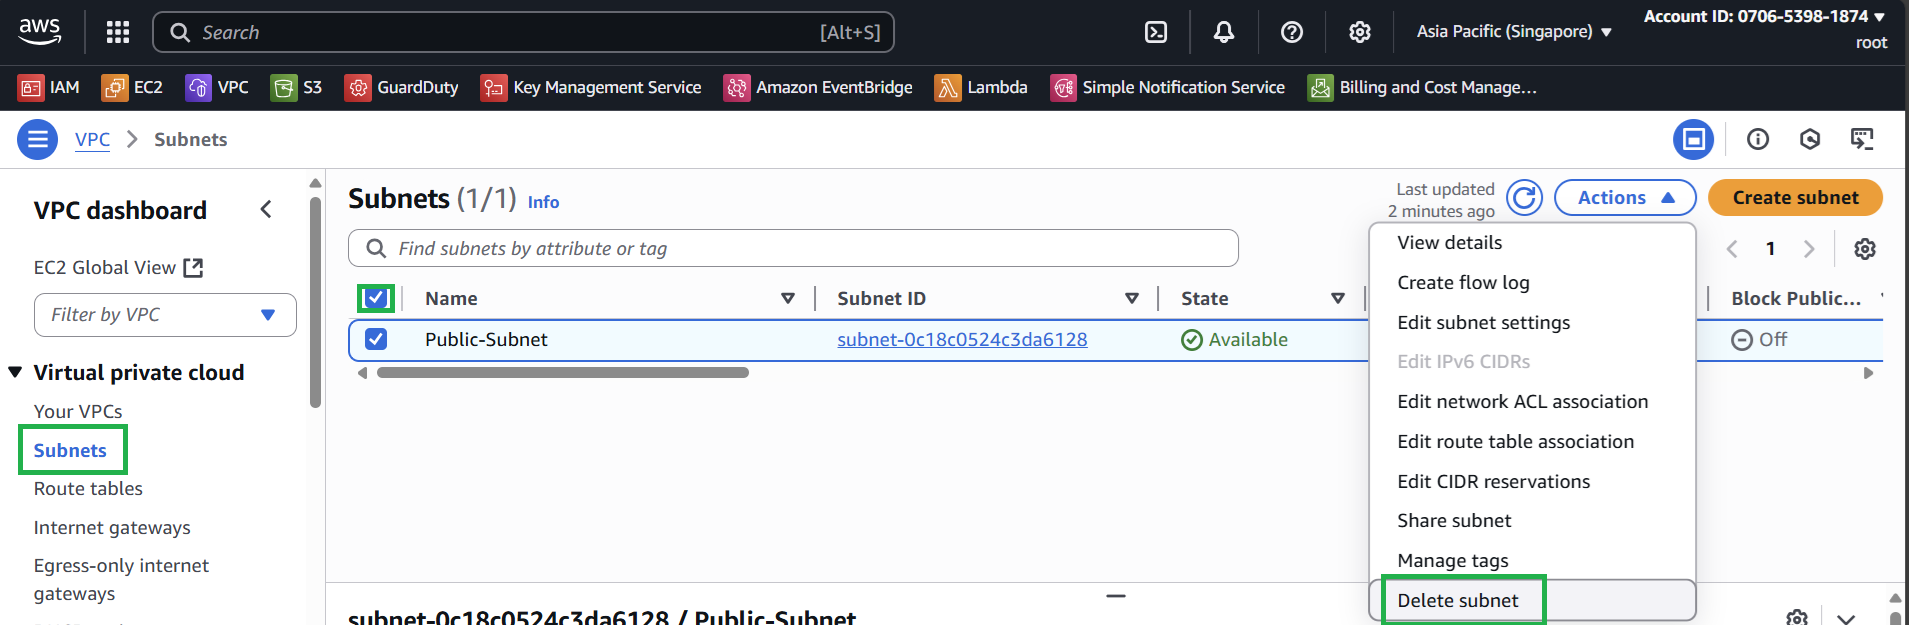 aws
Search [Alt+S]
Asia Pacific (Singapore)
Account ID: 0706-5398-1874
root
IAM EC2 VPC S3 GuardDuty Key Management Service Amazon EventBridge Lambda Simple Notification Service Billing and Cost Manage...
VPC Subnets
VPC dashboard
EC2 Global View
Filter by VPC
Virtual private cloud
Your VPCs
Subnets
Route tables
Internet gateways
Egress-only internet
gateways
Subnets (1/1) Info
Last updated
2 minutes ago
Actions
Create subnet
Find subnets by attribute or tag
1
Name Subnet ID State Block Public...
Public-Subnet subnet-0c18c0524c3da6128 Available Off
View details
Create flow log
Edit subnet settings
Edit IPv6 CIDRs
Edit network ACL association
Edit route table association
Edit CIDR reservations
Share subnet
Manage tags
Delete subnet
subnet-0c18c0524c3da6128 / Public-Subnet